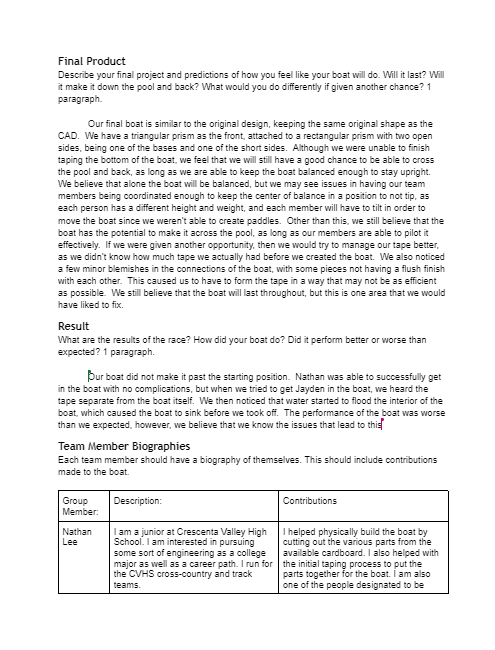 Final Product
Describe your final project and predictions of how you feel like your boat will do. Will it last? Will
it make it down the pool and back? What would you do differently if given another chance? 1
paragraph.
Our final boat is similar to the original design, keeping the same original shape as the
CAD. We have a triangular prism as the front, attached to a rectangular prism with two open
sides, being one of the bases and one of the short sides. Although we were unable to finish
taping the bottom of the boat, we feel that we will still have a good chance to be able to cross
the pool and back, as long as we are able to keep the boat balanced enough to stay upright.
We believe that alone the boat will be balanced, but we may see issues in having our team
members being coordinated enough to keep the center of balance in a position to not tip, as
each person has a different height and weight, and each member will have to tilt in order to
move the boat since we weren't able to create paddles. Other than this, we still believe that the
boat has the potential to make it across the pool, as long as our members are able to pilot it
effectively. If we were given another opportunity, then we would try to manage our tape better,
as we didn't know how much tape we actually had before we created the boat. We also noticed
a few minor blemishes in the connections of the boat, with some pieces not having a flush finish
with each other. This caused us to have to form the tape in a way that may not be as efficient
as possible. We still believe that the boat will last throughout, but this is one area that we would
have liked to fix.
Result
What are the results of the race? How did your boat do? Did it perform better or worse than
expected? 1 paragraph.
Our boat did not make it past the starting position. Nathan was able to successfully get
in the boat with no complications, but when we tried to get Jayden in the boat, we heard the
tape separate from the boat itself. We then noticed that water started to flood the interior of the
boat, which caused the boat to sink before we took off. The performance of the boat was worse
than we expected, however, we believe that we know the issues that lead to this
Team Member Biographies
Each team member should have a biography of themselves. This should include contributions
made to the boat.
Group
Member:
Description:
Contributions
Nathan
Lee
I am a junior at Crescenta Valley High
School. I am interested in pursuing
some sort of engineering as a college
major as well as a career path. I run for
the CVHS cross-country and track
teams.
I helped physically build the boat by
cutting out the various parts from the
available cardboard. I also helped with
the initial taping process to put the
parts together for the boat. I am also
one of the people designated to be